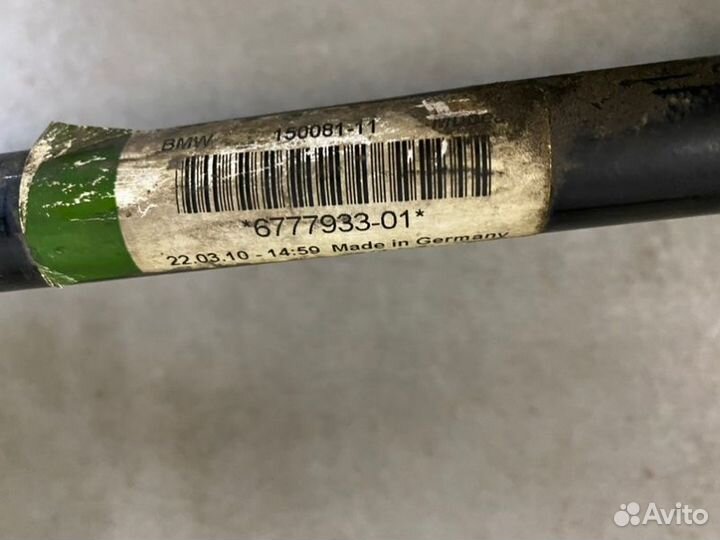 BMW 150081-11
*6777933-01*
22.03.10 - 14:59 Made in Germany
Avito